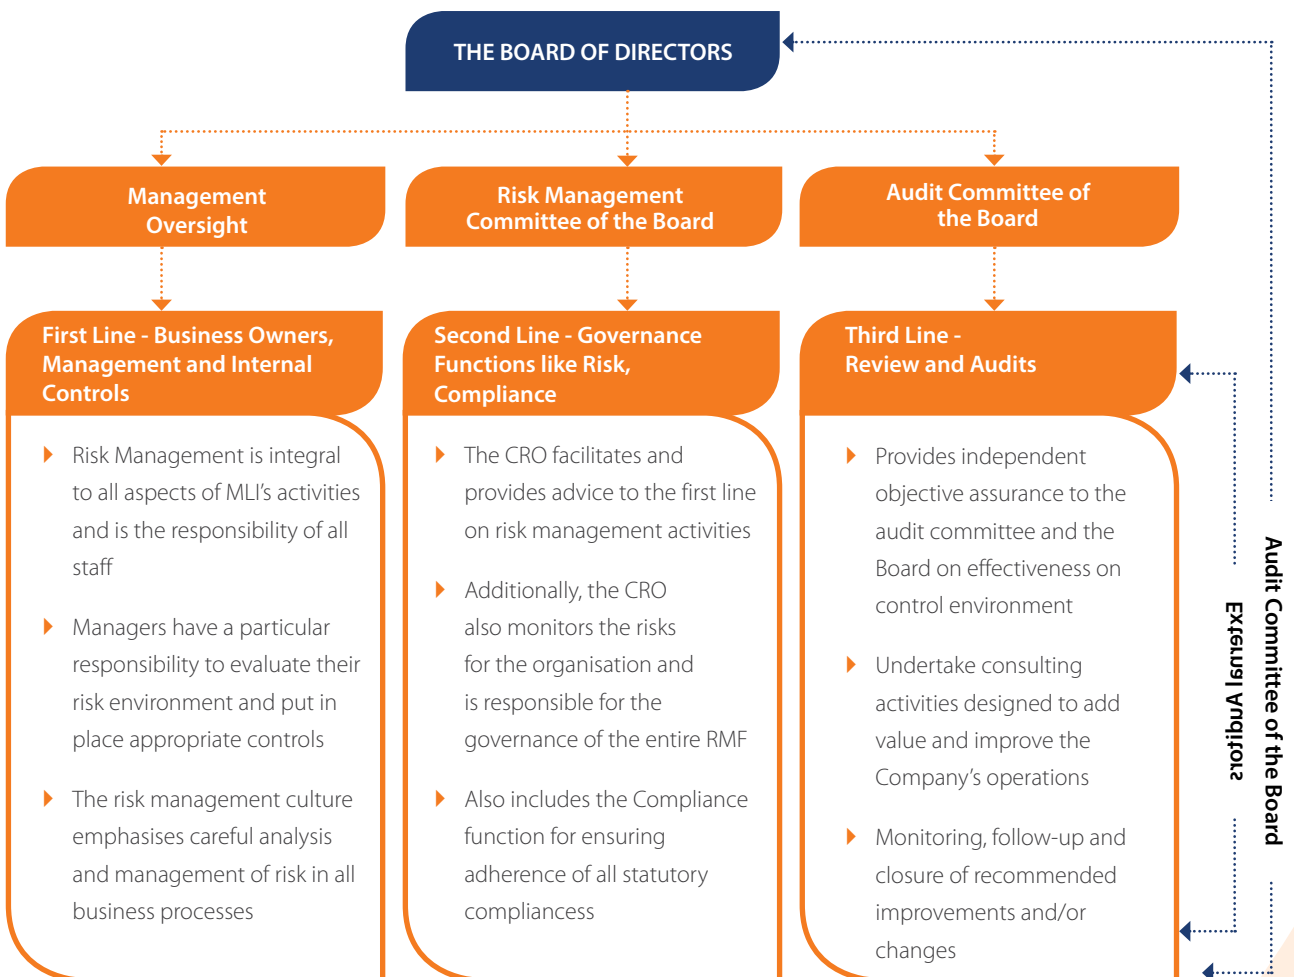 THE BOARD OF DIRECTORS
Management
Oversight
Risk Management
Committee of the Board
Audit Committee of
the Board
First Line - Business Owners,
Management and Internal
Controls
Risk Management is integral
to all aspects of MLI's activities
and is the responsibility of all
staff
Managers have a particular
responsibility to evaluate their
risk environment and put in
place appropriate controls
The risk management culture
emphasises careful analysis
and management of risk in all
business processes
Second Line - Governance
Functions like Risk,
Compliance
The CRO facilitates and
provides advice to the first line
on risk management activities
Additionally, the CRO
also monitors the risks
for the organisation and
is responsible for the
governance of the entire RMF
Also includes the Compliance
function for ensuring
adherence of all statutory
compliancess
Third Line -
Review and Audits
Provides independent
objective assurance to the
audit committee and the
Board on effectiveness on
control environment
Undertake consulting
activities designed to add
value and improve the
Company's operations
Monitoring, follow-up and
closure of recommended
improvements and/or
changes
External Auditors
Audit Committee of the Board